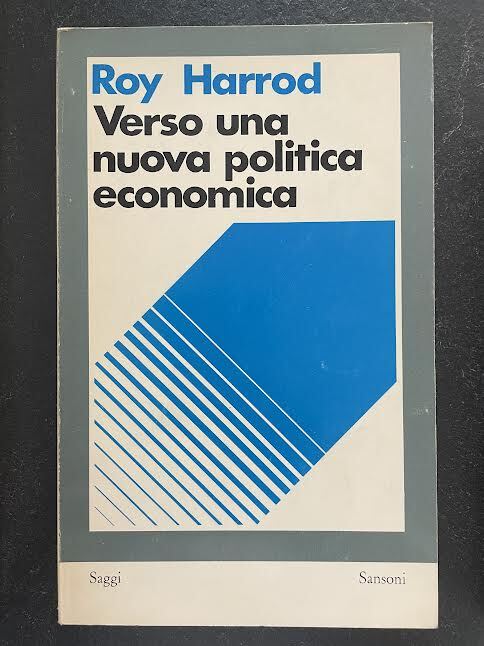 Roy Harrod
Verso una
nuova politica
economica
Saggi Sansoni